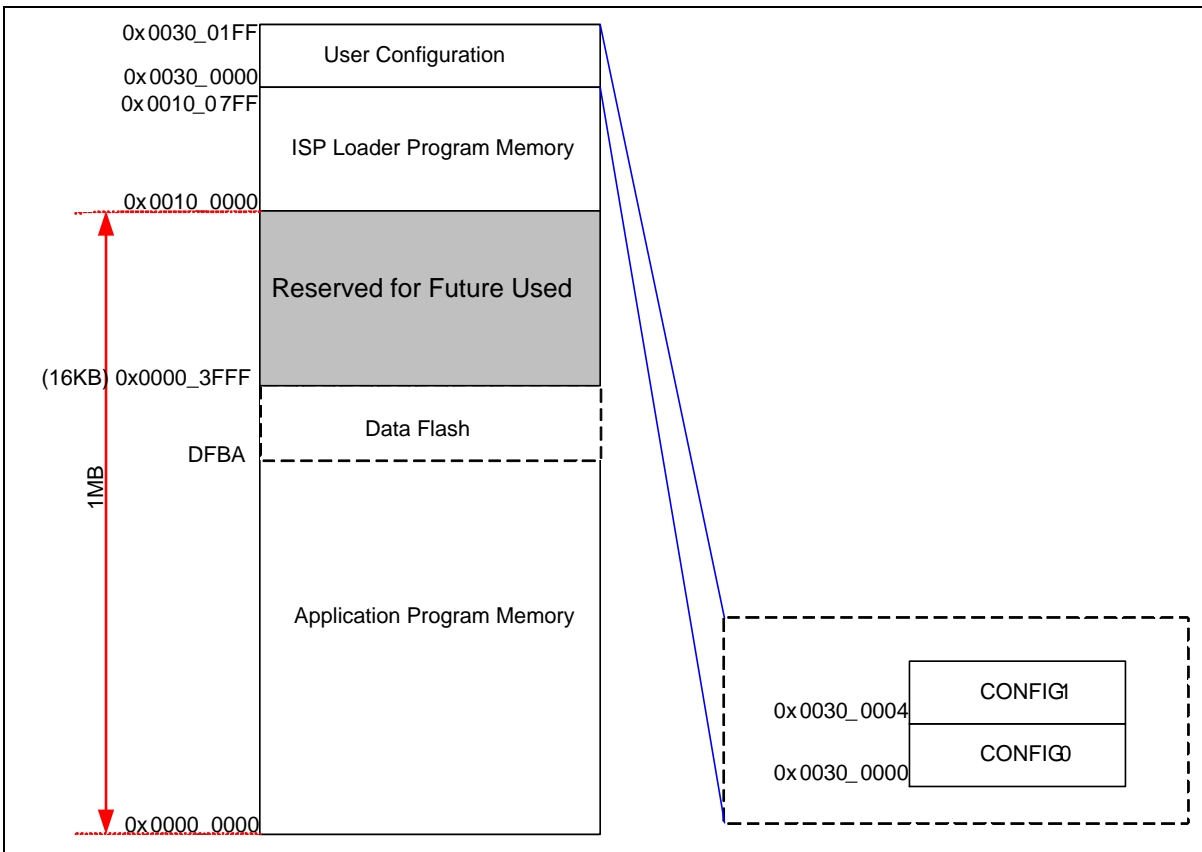 0x0030_01FF
User Configuration
0x0030_0000
0x0010_07FF
ISP Loader Program Memory
0x0010_0000
Reserved for Future Used
(16KB) 0x0000_3FFF
Data Flash
DFBA
1MB
Application Program Memory
0x0000_0000
CONFIG1
0x0030_0004
CONFIG0
0x0030_0000